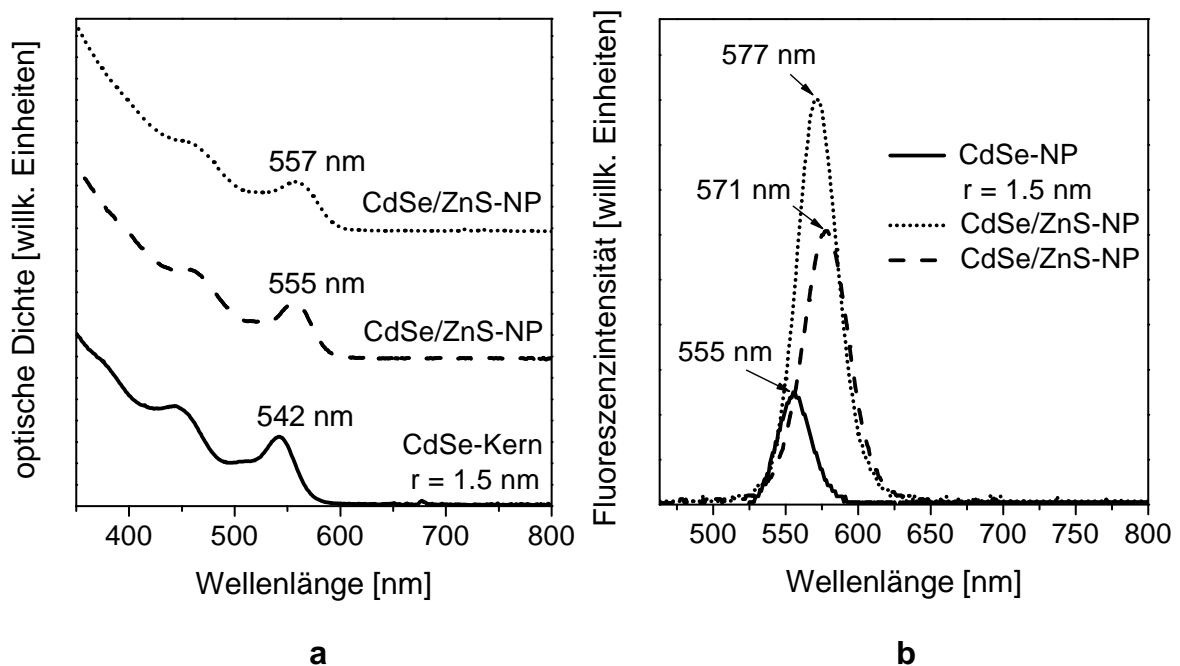 optische Dichte [willk. Einheiten]
557 nm
CdSe/ZnS-NP
555 nm
CdSe/ZnS-NP
542 nm
CdSe-Kern
r = 1.5 nm
400 500 600 700 800
Wellenlänge [nm]
a
Fluoreszenzintensität [willk. Einheiten]
577 nm
571 nm
555 nm
CdSe-NP
r = 1.5 nm
CdSe/ZnS-NP
CdSe/ZnS-NP
500 550 600 650 700 750 800
Wellenlänge [nm]
b